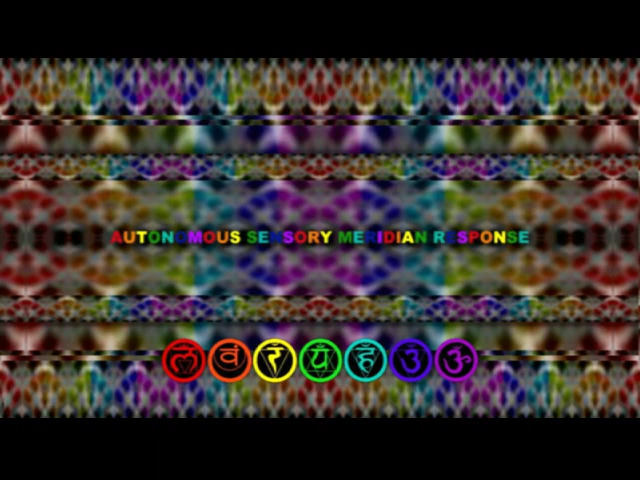 AUTONOMOUS SENSORY MERIDIAN RESPONSE
लं वं रं यं हं ॐ ॐ